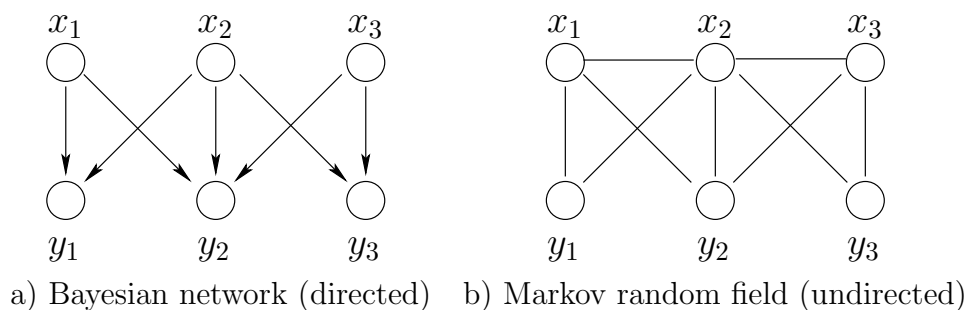 x₁ x₂ x₃ x₁ x₂ x₃
y₁ y₂ y₃ y₁ y₂ y₃
a) Bayesian network (directed) b) Markov random field (undirected)